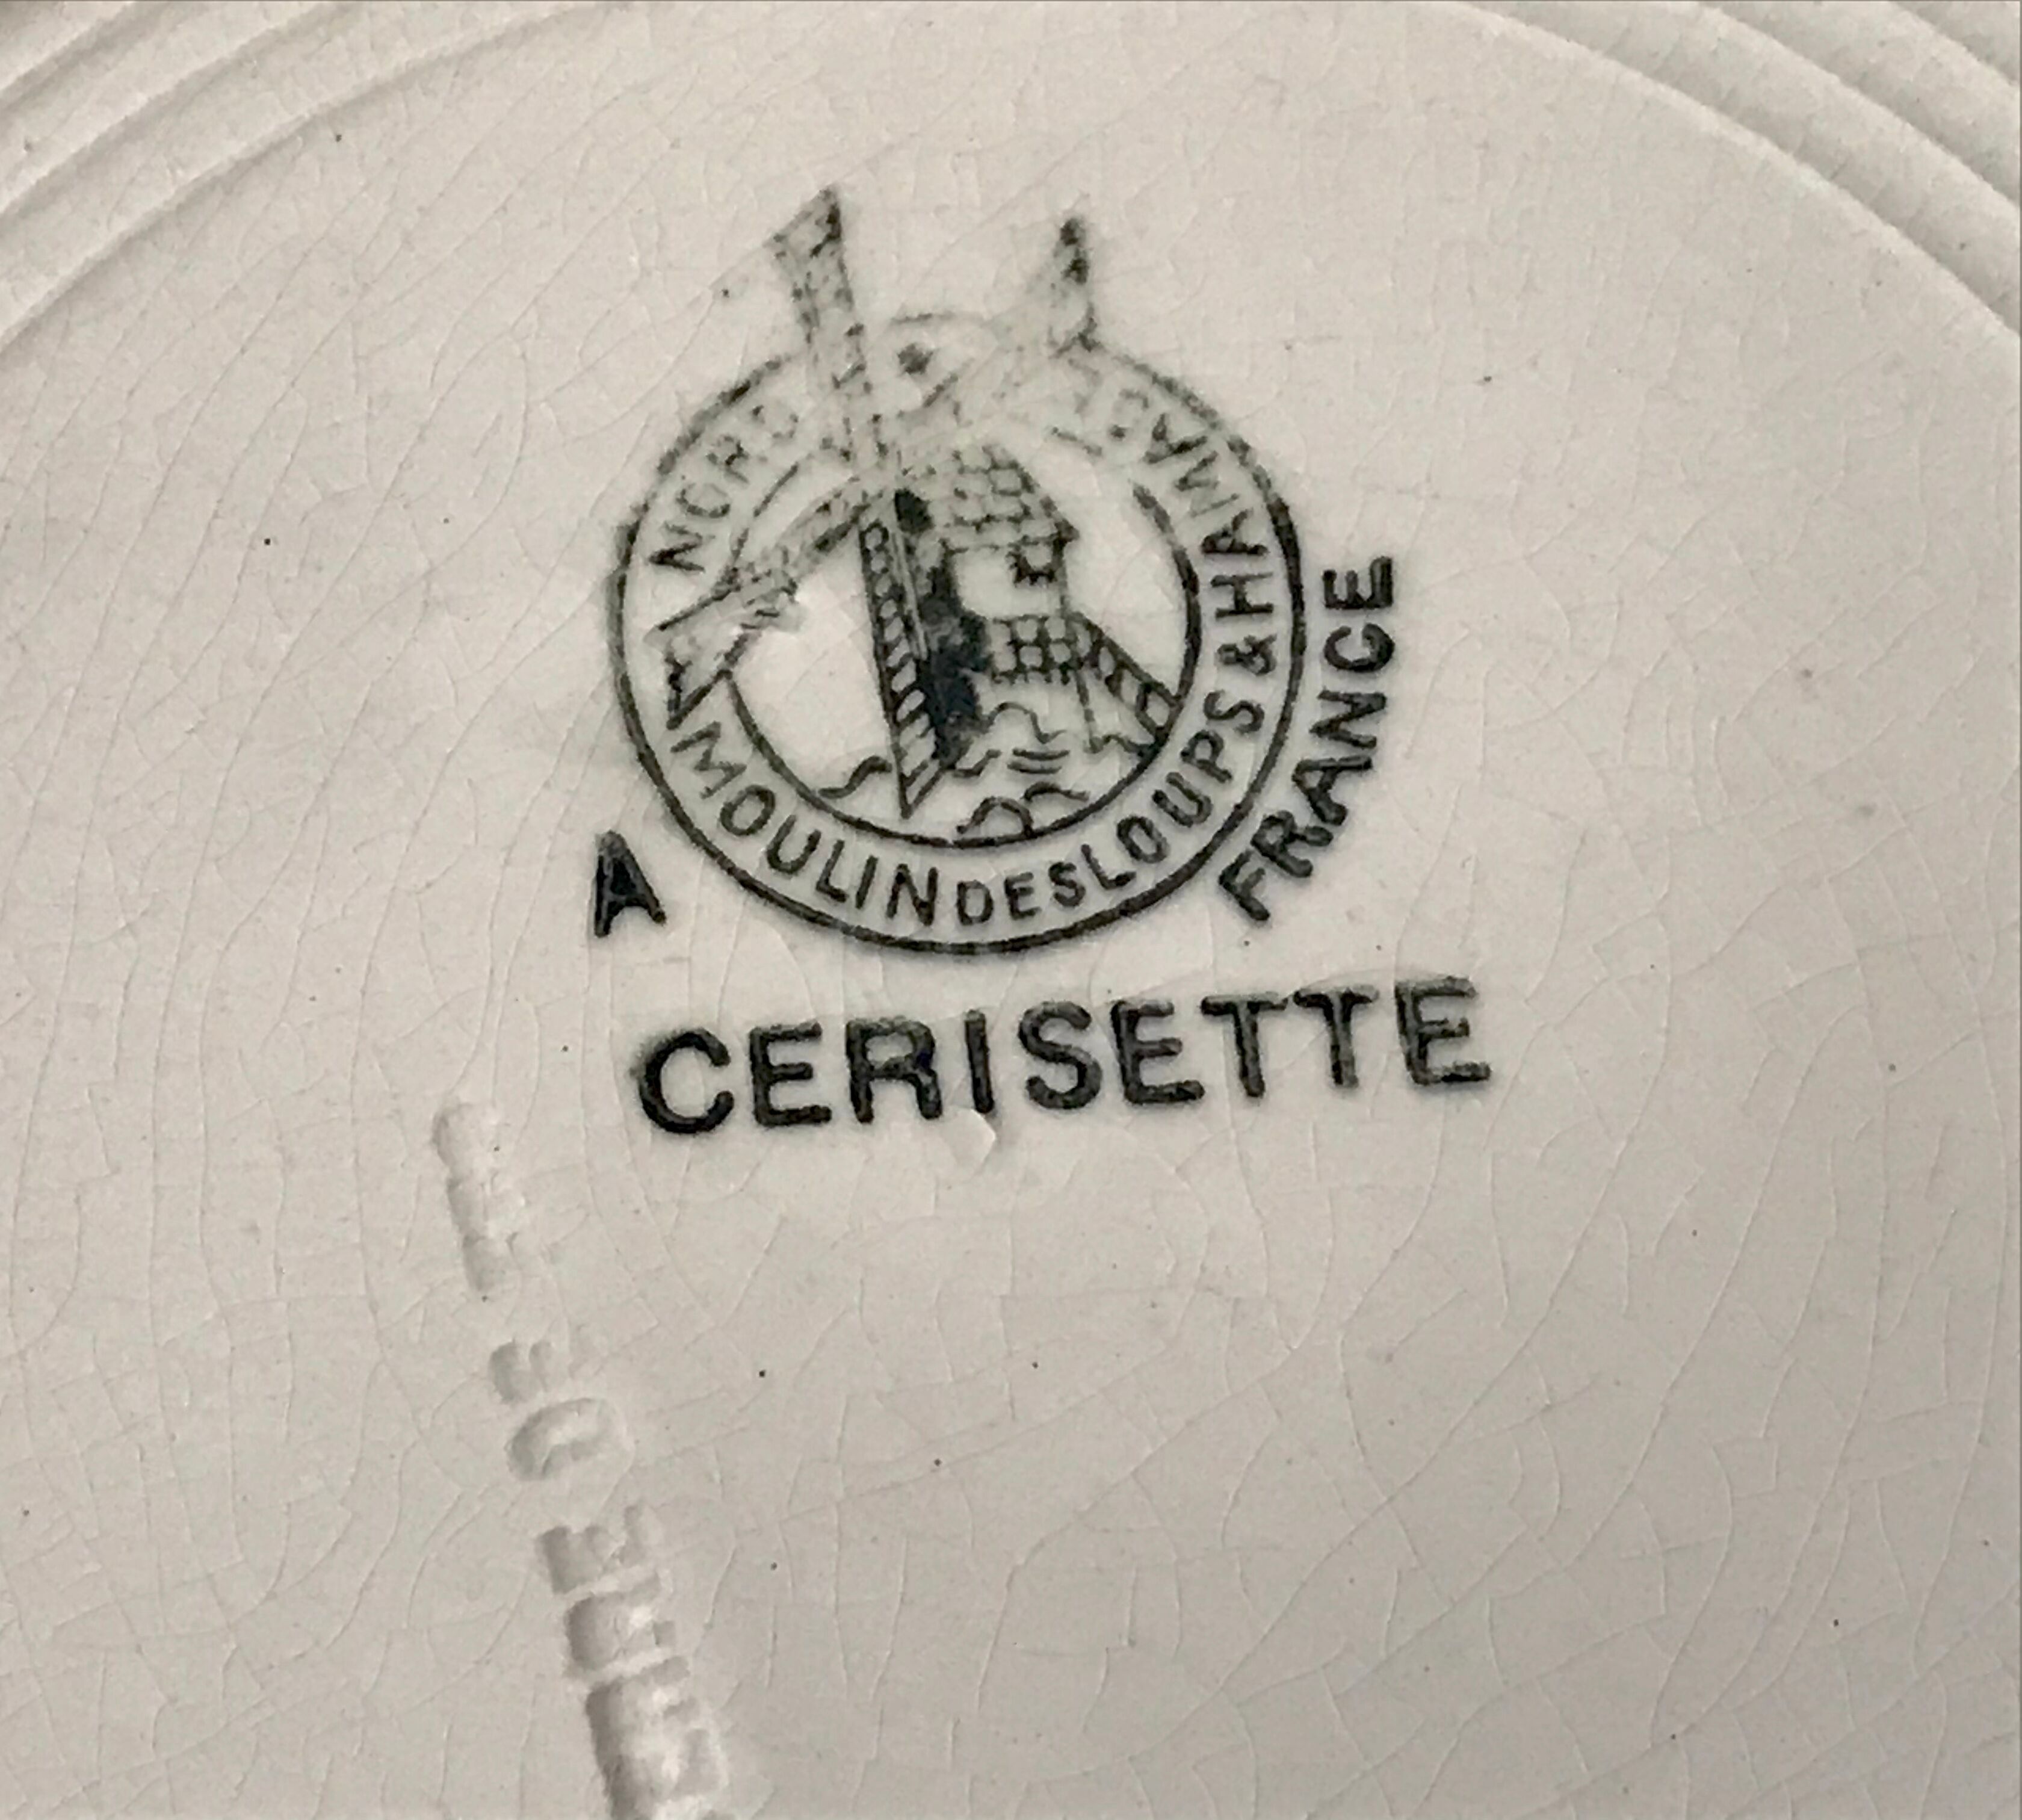 NORD
MOULIN DES LOUPS & HAMAGE
FRANCE
A
CERISETTE